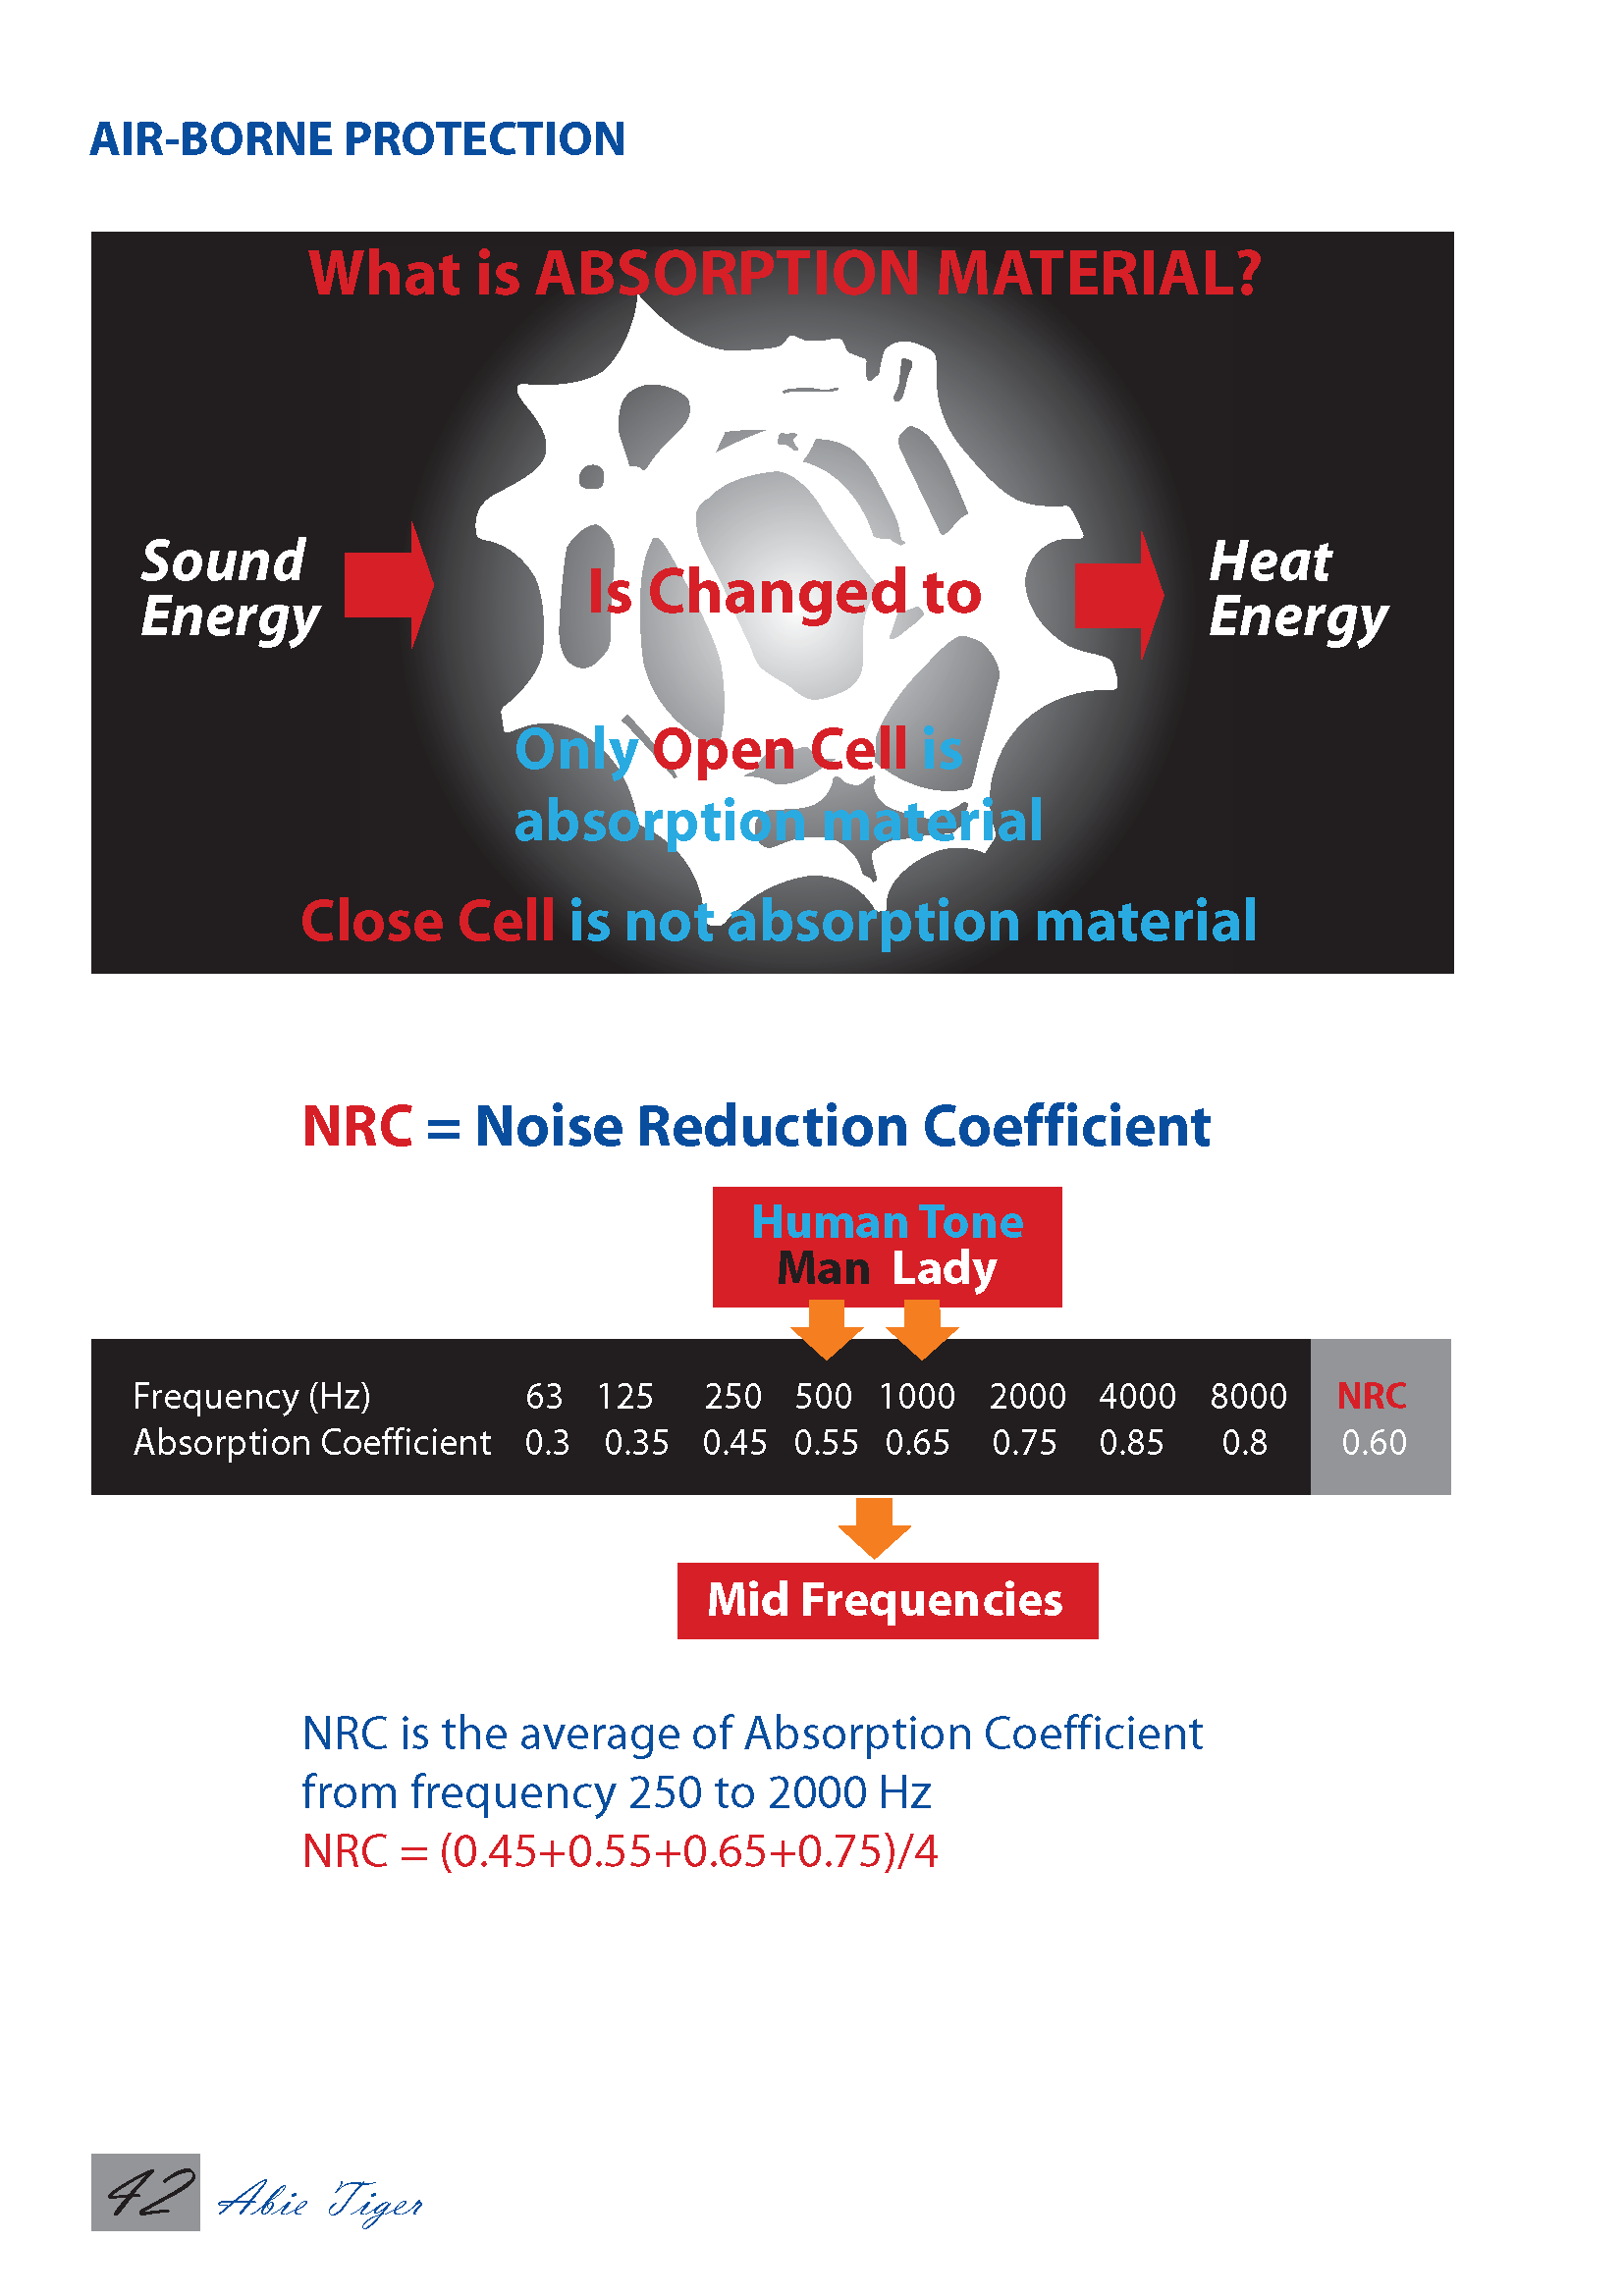 AIR-BORNE PROTECTION
What is ABSORPTION MATERIAL?
Sound
Energy
Is Changed to
Heat
Energy
Only Open Cell is
absorption material
Close Cell is not absorption material
NRC = Noise Reduction Coefficient
Human Tone
Man Lady
Frequency (Hz) 63 125 250 500 1000 2000 4000 8000 NRC
Absorption Coefficient 0.3 0.35 0.45 0.55 0.65 0.75 0.85 0.8 0.60
Mid Frequencies
NRC is the average of Absorption Coefficient
from frequency 250 to 2000 Hz
NRC = (0.45+0.55+0.65+0.75)/4
42 Abie Tiger